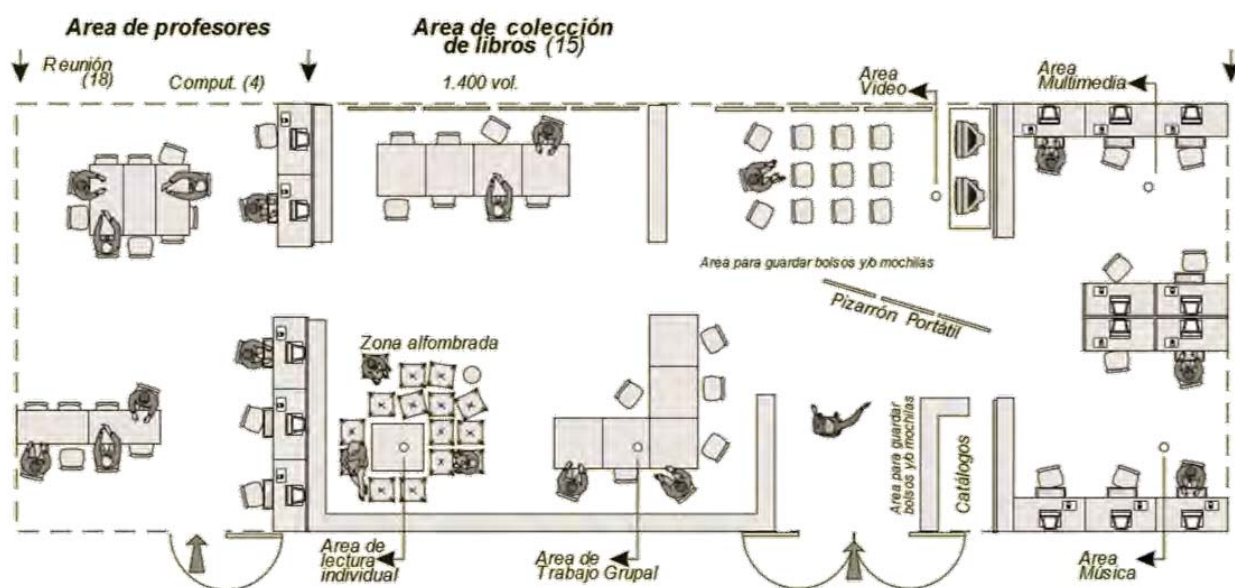 Area de profesores
Area de colección
de libros (15)
Reunión
(18)
Comput. (4)
1.400 vol.
Area
Video
Area
Multimedia
Area para guardar bolsos y/b mochilas
Pizarrón Portátil
Zona alfombrada
Area para guardar
bolsos y/b mochilas
Catálogos
Area de
lectura
individual
Area de
Trabajo Grupal
Area
Música